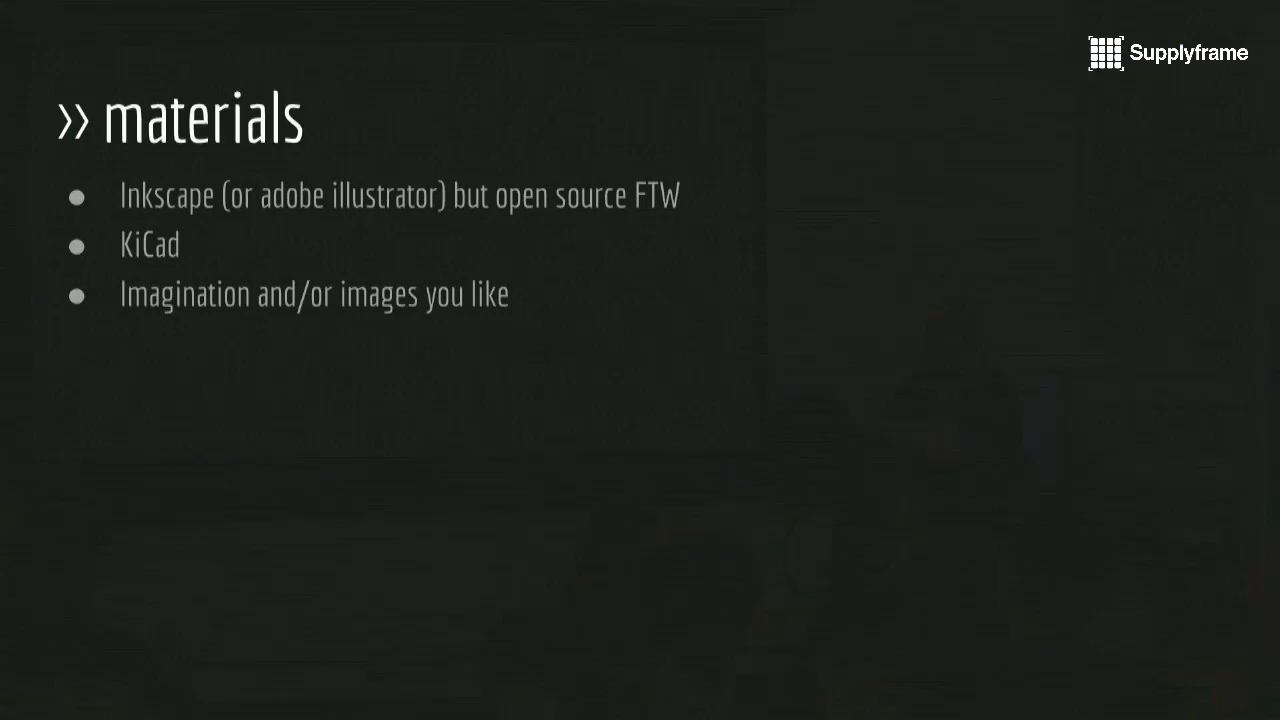 Supplyframe
›› materials
● Inkscape (or adobe illustrator) but open source FTW
● KiCad
● Imagination and/or images you like